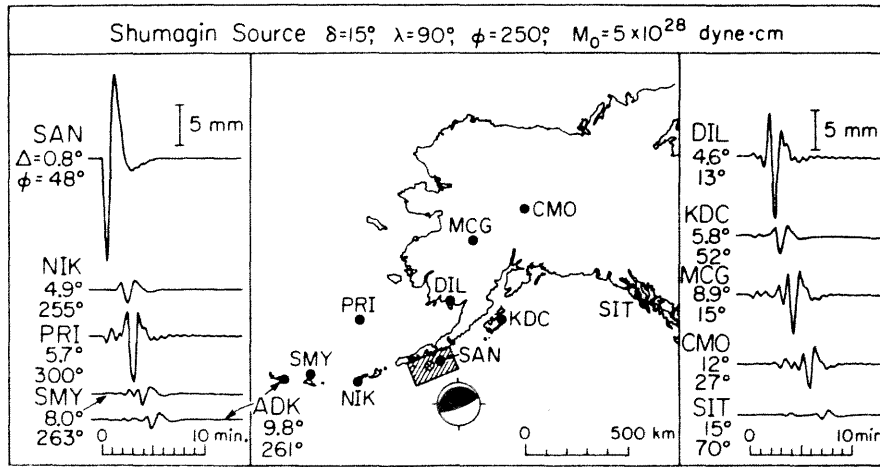 Shumagin Source δ=15°, λ=90°, φ=250°, M₀=5×10²⁸ dyne·cm
SAN
Δ=0.8°
φ=48°
5 mm
NIK
4.9°
255°
PRI
5.7°
300°
SMY
8.0°
263°
0 10 min.
ADK
9.8°
261°
CMO
MCG
DIL
PRI
KDC
SIT
SAN
SMY
NIK
0 500 km
DIL
4.6°
13°
5 mm
KDC
5.8°
52°
MCG
8.9°
15°
CMO
12°
27°
SIT
15°
70°
0 10 min